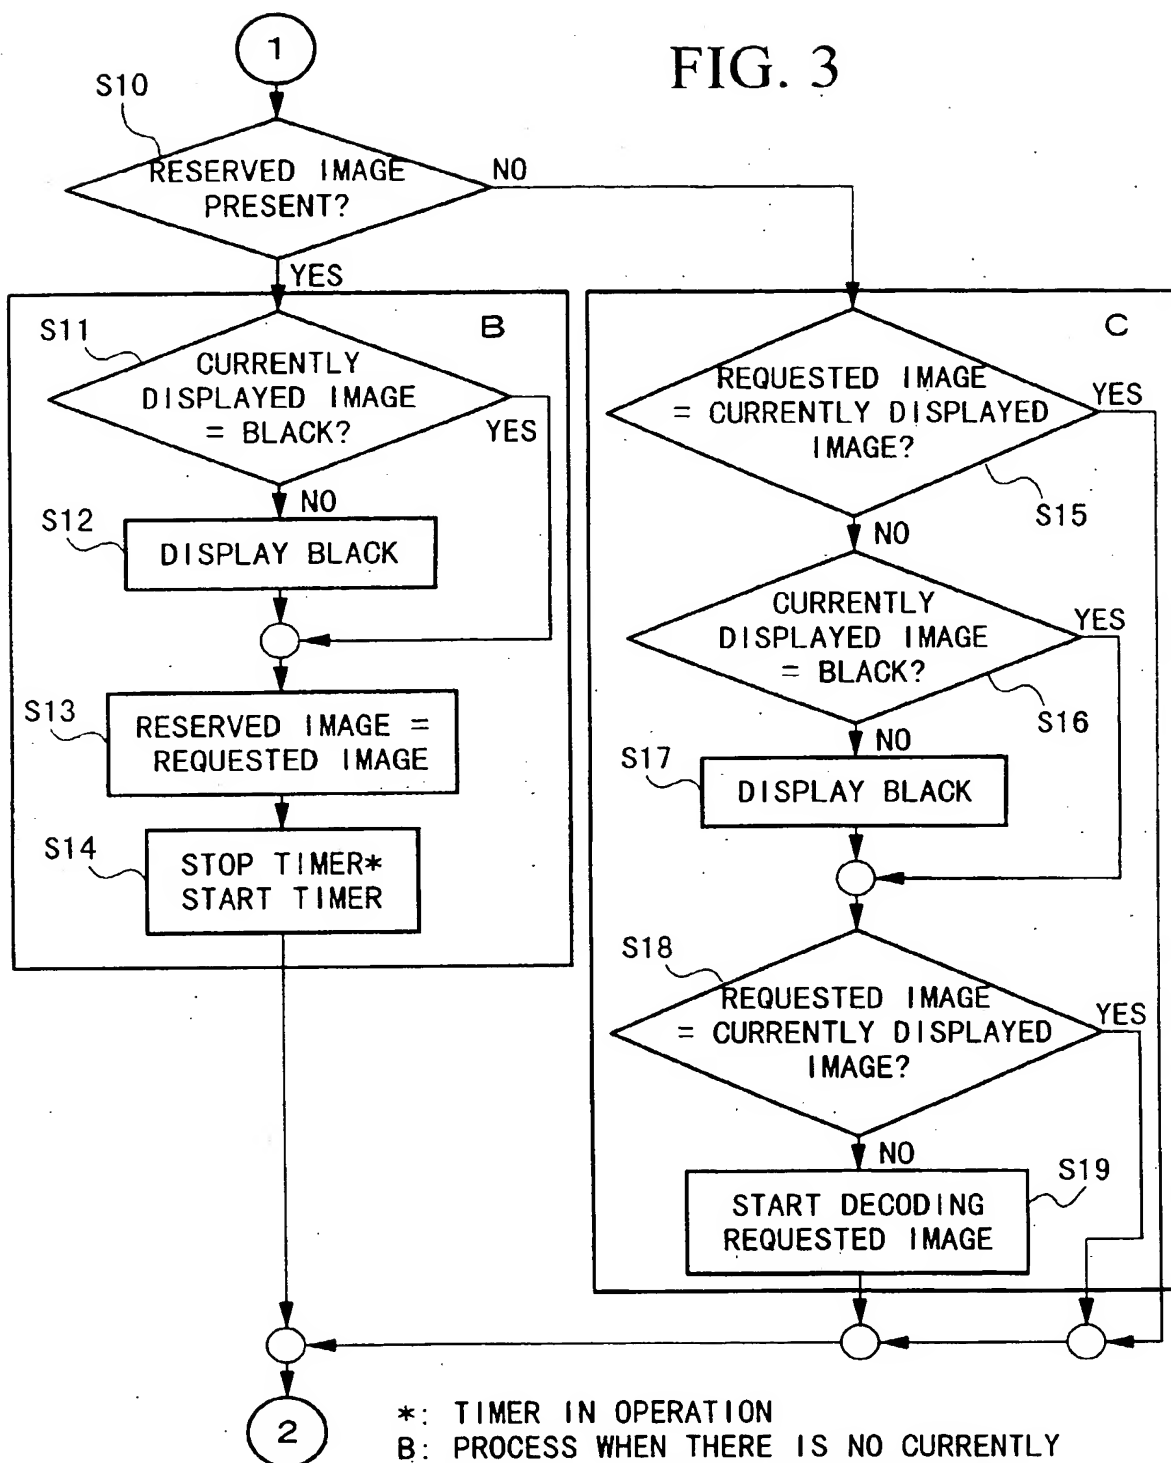 FIG. 3
1
S10
RESERVED IMAGE
PRESENT?
NO
YES
B
S11
CURRENTLY
DISPLAYED IMAGE
= BLACK?
YES
NO
S12
DISPLAY BLACK
S13
RESERVED IMAGE =
REQUESTED IMAGE
S14
STOP TIMER*
START TIMER
C
REQUESTED IMAGE
= CURRENTLY DISPLAYED
IMAGE?
YES
S15
NO
CURRENTLY
DISPLAYED IMAGE
= BLACK?
YES
S16
NO
S17
DISPLAY BLACK
S18
REQUESTED IMAGE
= CURRENTLY DISPLAYED
IMAGE?
YES
NO
S19
START DECODING
REQUESTED IMAGE
2
*: TIMER IN OPERATION
B: PROCESS WHEN THERE IS NO CURRENTLY